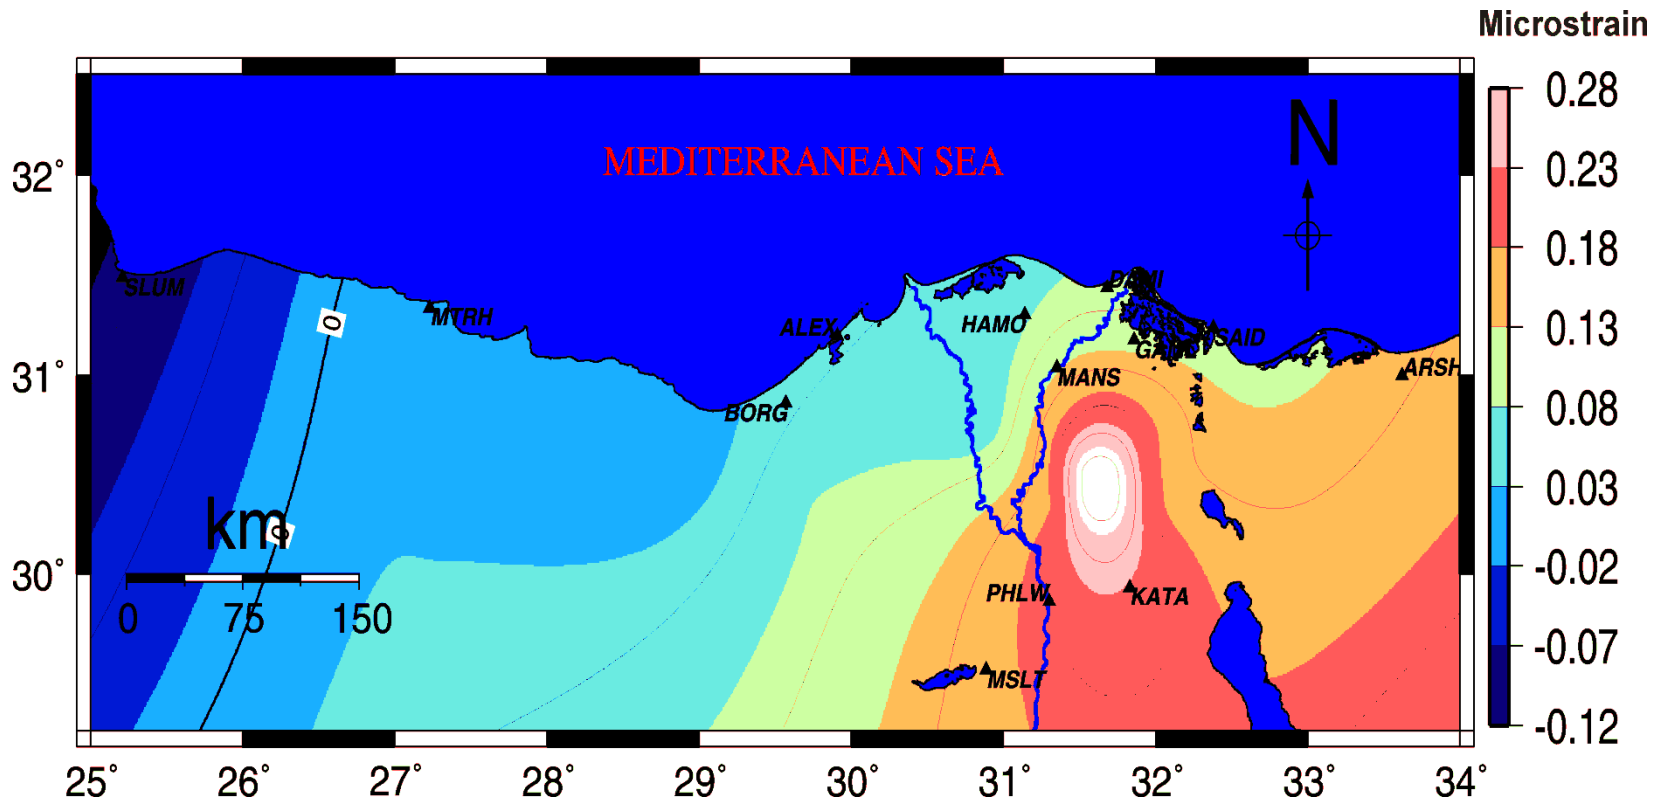 Microstrain
0.28
0.23
0.18
0.13
0.08
0.03
-0.02
-0.07
-0.12
N
MEDITERRANEAN SEA
32°
31°
30°
SLUM
MTRH
ALEX
BORG
HAMO
SAID
MANS
ARSH
PHLW
KATA
MSLT
0
0
km
0 75 150
25° 26° 27° 28° 29° 30° 31° 32° 33° 34°